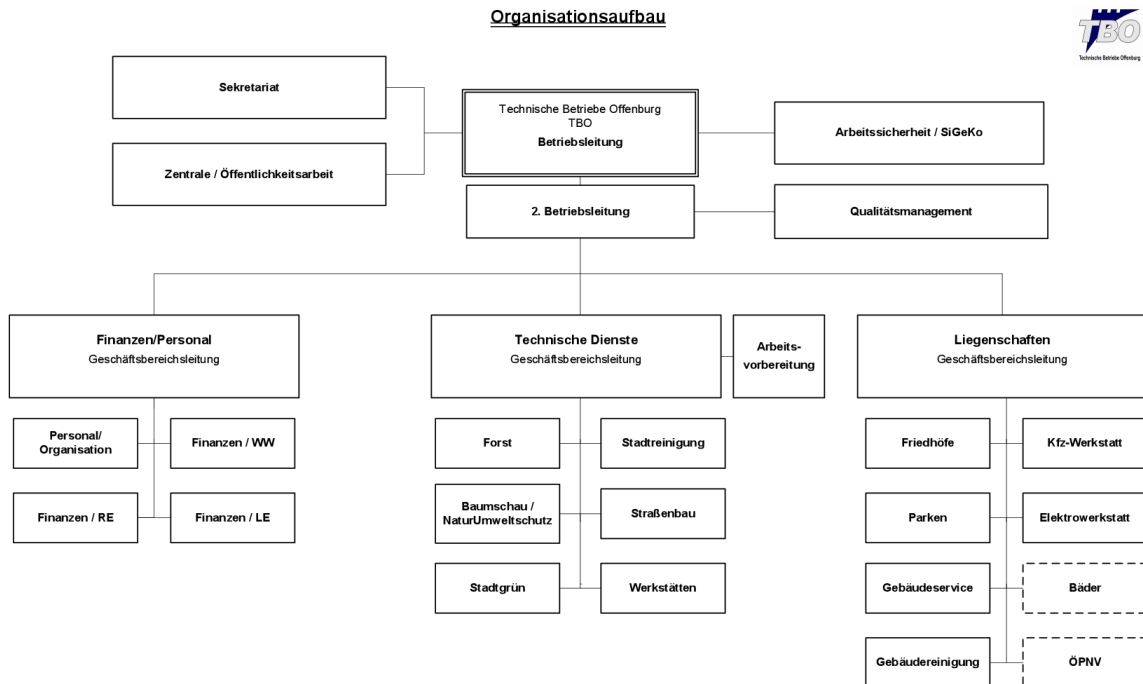 Organisationsaufbau
TBO
Technische Betriebe Offenburg
Sekretariat
Technische Betriebe Offenburg
TBO
Betriebsleitung
Arbeitssicherheit / SiGeKo
Zentrale / Öffentlichkeitsarbeit
2. Betriebsleitung
Qualitätsmanagement
Finanzen/Personal
Geschäftsbereichsleitung
Technische Dienste
Geschäftsbereichsleitung
Arbeits-
vorbereitung
Liegenschaften
Geschäftsbereichsleitung
Personal/
Organisation
Finanzen / WW
Finanzen / RE
Finanzen / LE
Forst
Stadtreinigung
Baumschau /
NaturUmweltschutz
Straßenbau
Stadtgrün
Werkstätten
Friedhöfe
Kfz-Werkstatt
Parken
Elektrowerkstatt
Gebäudeservice
Bäder
Gebäudereinigung
ÖPNV